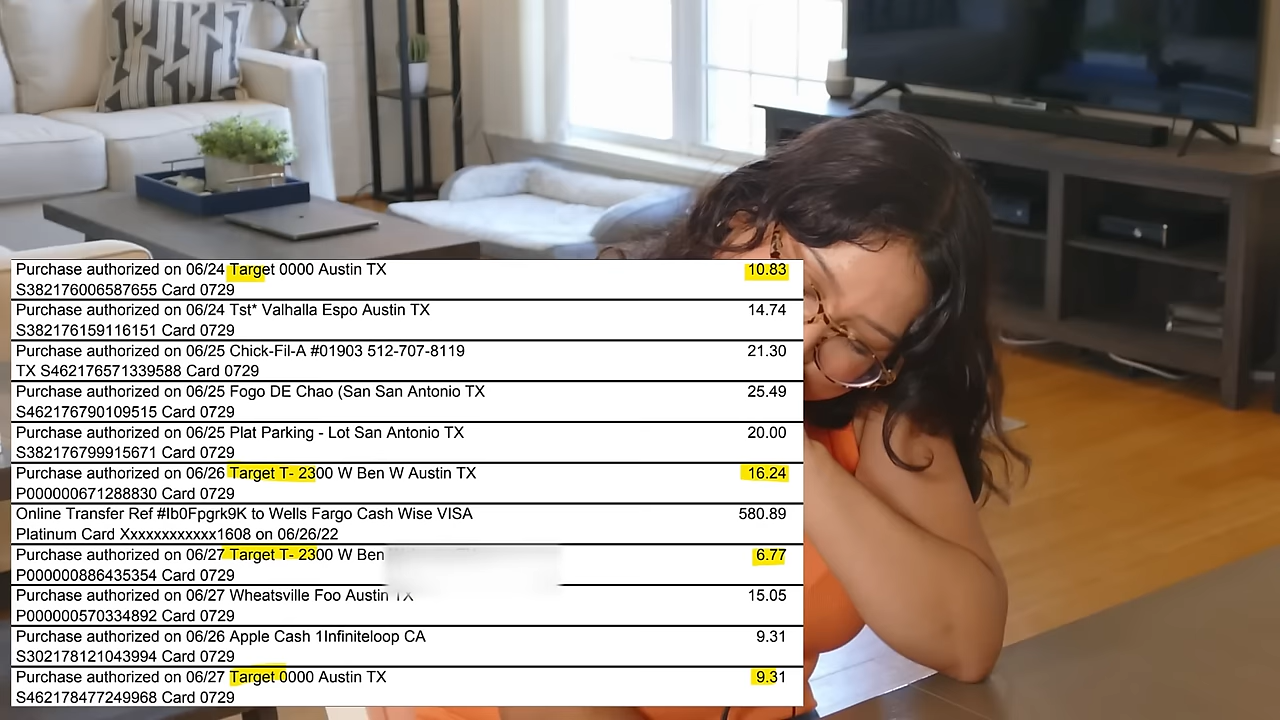 Purchase authorized on 06/24 Target 0000 Austin TX 10.83
S382176006587655 Card 0729
Purchase authorized on 06/24 Tst* Valhalla Espo Austin TX 14.74
S382176159116151 Card 0729
Purchase authorized on 06/25 Chick-Fil-A #01903 512-707-8119 21.30
TX S462176571339588 Card 0729
Purchase authorized on 06/25 Fogo DE Chao (San San Antonio TX 25.49
S462176790109515 Card 0729
Purchase authorized on 06/25 Plat Parking - Lot San Antonio TX 20.00
S382176799915671 Card 0729
Purchase authorized on 06/26 Target T- 2300 W Ben W Austin TX 16.24
P000000671288830 Card 0729
Online Transfer Ref #Ib0Fpgrk9K to Wells Fargo Cash Wise VISA 580.89
Platinum Card Xxxxxxxxxxxx1608 on 06/26/22
Purchase authorized on 06/27 Target T- 2300 W Ben 6.77
P000000886435354 Card 0729
Purchase authorized on 06/27 Wheatsville Foo Austin TX 15.05
P000000570334892 Card 0729
Purchase authorized on 06/26 Apple Cash 1Infiniteloop CA 9.31
S302178121043994 Card 0729
Purchase authorized on 06/27 Target 0000 Austin TX 9.31
S462178477249968 Card 0729